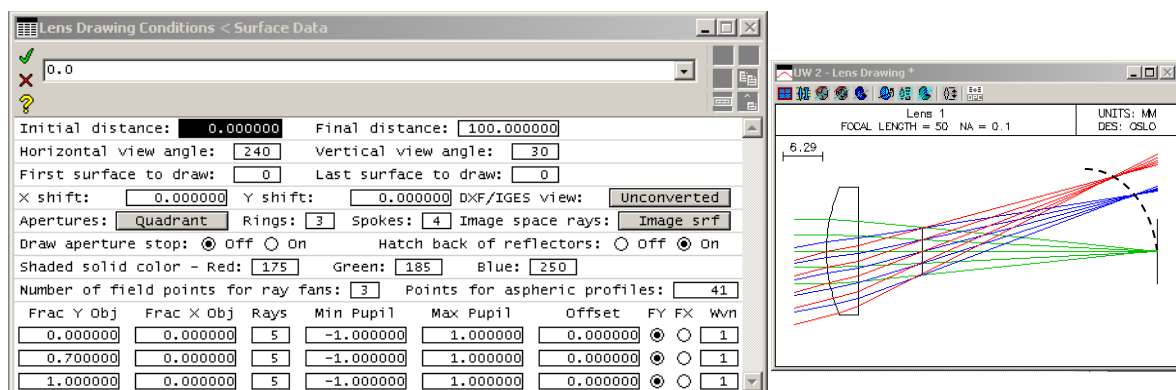 Lens Drawing Conditions < Surface Data
0.0
Initial distance: 0.000000 Final distance: 100.000000
Horizontal view angle: 240 Vertical view angle: 30
First surface to draw: 0 Last surface to draw: 0
X shift: 0.000000 Y shift: 0.000000 DXF/IGES view: Unconverted
Apertures: Quadrant Rings: 3 Spokes: 4 Image space rays: Image srf
Draw aperture stop: Off On Hatch back of reflectors: Off On
Shaded solid color - Red: 175 Green: 185 Blue: 250
Number of field points for ray fans: 3 Points for aspheric profiles: 41
Frac Y Obj Frac X Obj Rays Min Pupil Max Pupil Offset FY FX Wvn
0.000000 0.000000 5 -1.000000 1.000000 0.000000 1
0.700000 0.000000 5 -1.000000 1.000000 0.000000 1
1.000000 0.000000 5 -1.000000 1.000000 0.000000 1
UW 2 - Lens Drawing *
Lens 1
FOCAL LENGTH = 50 NA = 0.1
UNITS: MM
DES: OSLO
6.29